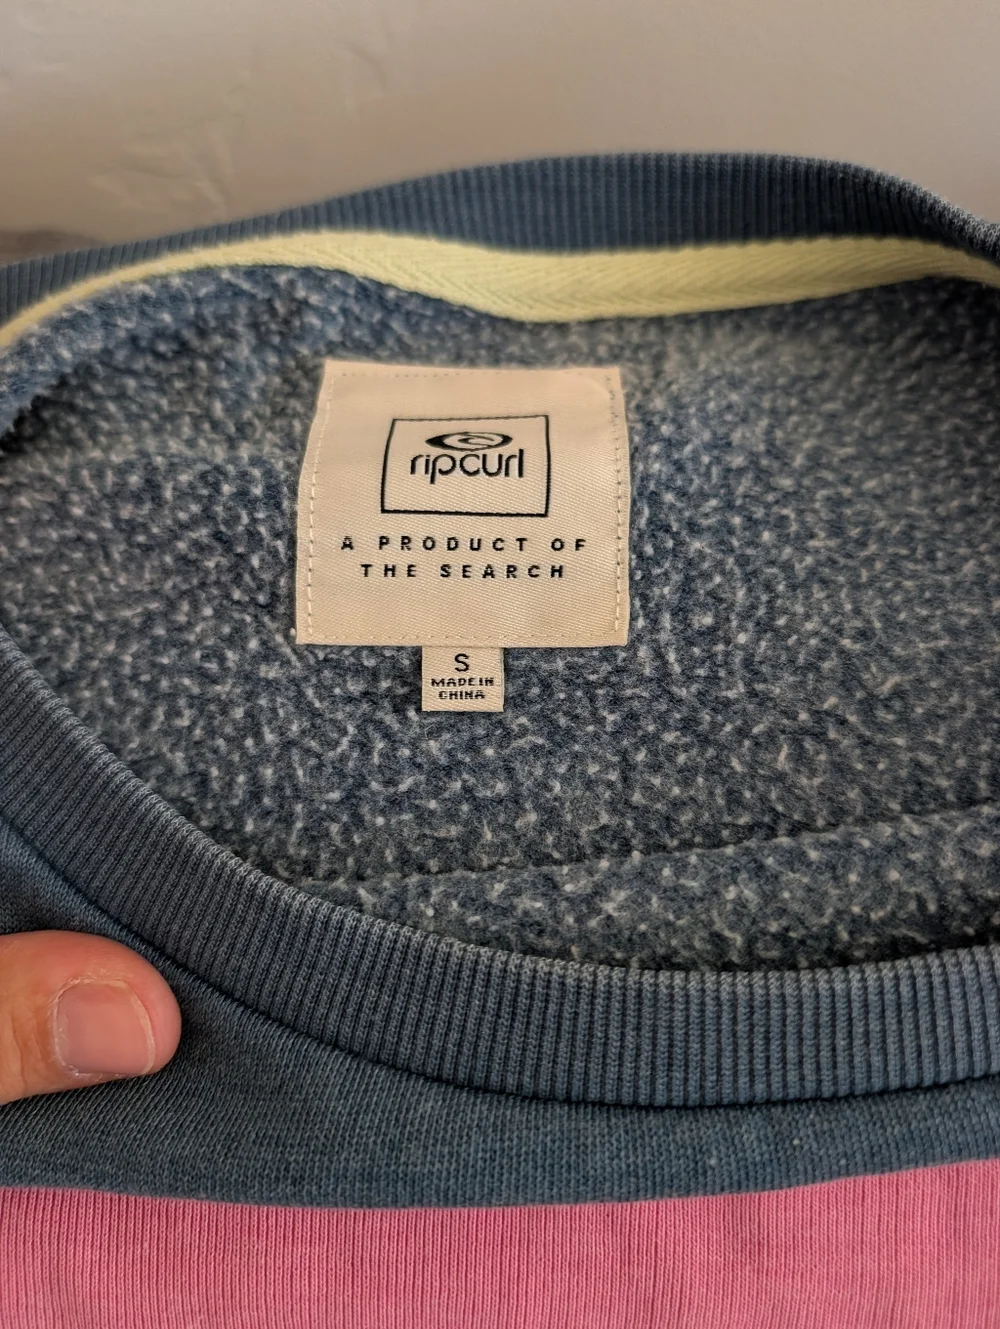 ripcurl
A PRODUCT OF
THE SEARCH
S
MADE IN
CHINA